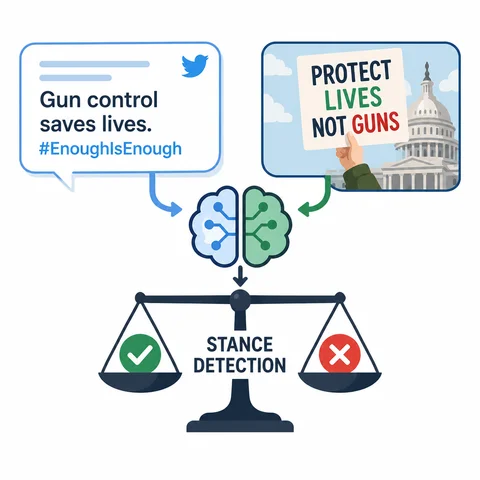 Gun control
saves lives.
#EnoughIsEnough
PROTECT
LIVES
NOT GUNS
STANCE
DETECTION